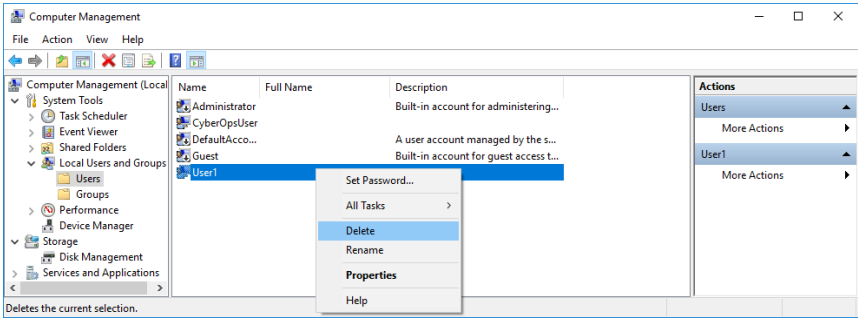 Computer Management
File Action View Help
Computer Management (Local
System Tools
Task Scheduler
Event Viewer
Shared Folders
Local Users and Groups
Users
Groups
Performance
Device Manager
Storage
Disk Management
Services and Applications
Name Full Name Description
Administrator Built-in account for administering...
CyberOpsUser
DefaultAcco... A user account managed by the s...
Guest Built-in account for guest access t...
User1
Set Password...
All Tasks
Delete
Rename
Properties
Help
Actions
Users
More Actions
User1
More Actions
Deletes the current selection.